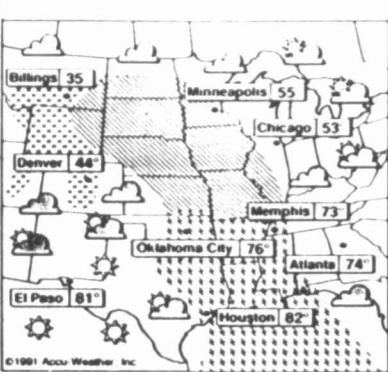 Billings 35
Minneapolis 55
Chicago 53
Denver 44°
Memphis 73°
Oklahoma City 76°
Atlanta 74°
El Paso 81°
Houston 82°
©1991 Accu-Weather, Inc.